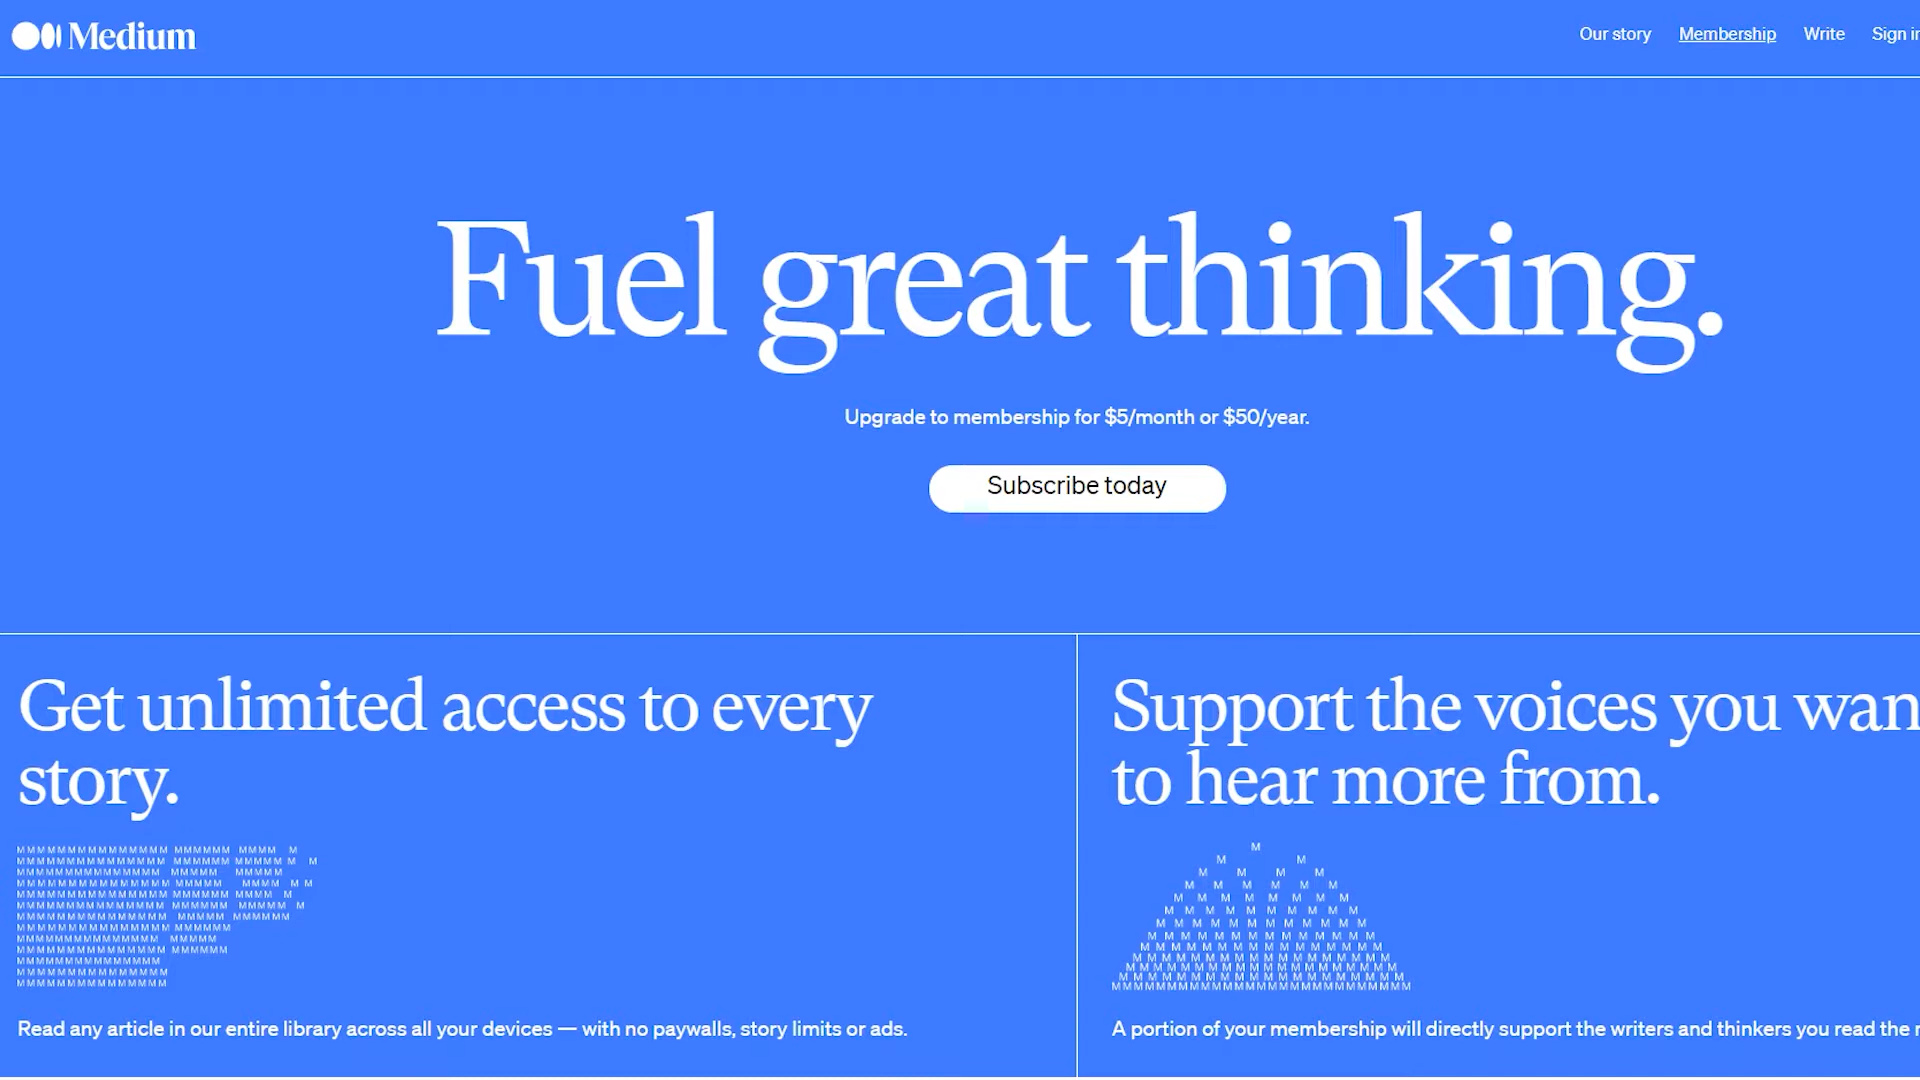 Medium
Our story Membership Write Sign in
Fuel great thinking.
Upgrade to membership for $5/month or $50/year.
Subscribe today
Get unlimited access to every
story.
Support the voices you wan
to hear more from.
Read any article in our entire library across all your devices — with no paywalls, story limits or ads.
A portion of your membership will directly support the writers and thinkers you read the